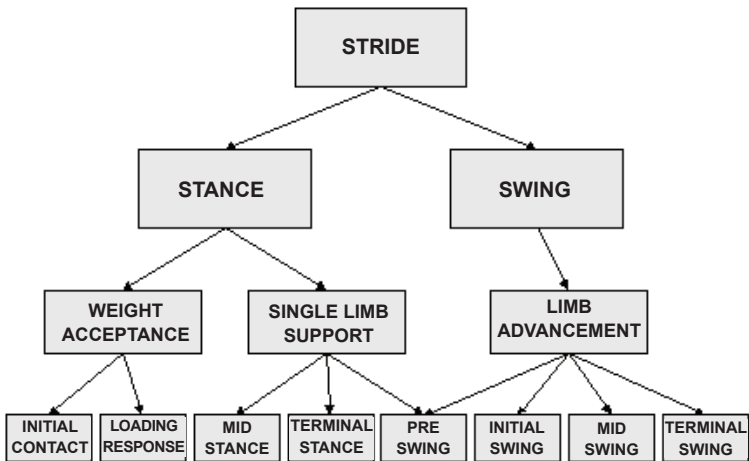 STRIDE
STANCE
SWING
WEIGHT
ACCEPTANCE
SINGLE LIMB
SUPPORT
LIMB
ADVANCEMENT
INITIAL
CONTACT
LOADING
RESPONSE
MID
STANCE
TERMINAL
STANCE
PRE
SWING
INITIAL
SWING
MID
SWING
TERMINAL
SWING